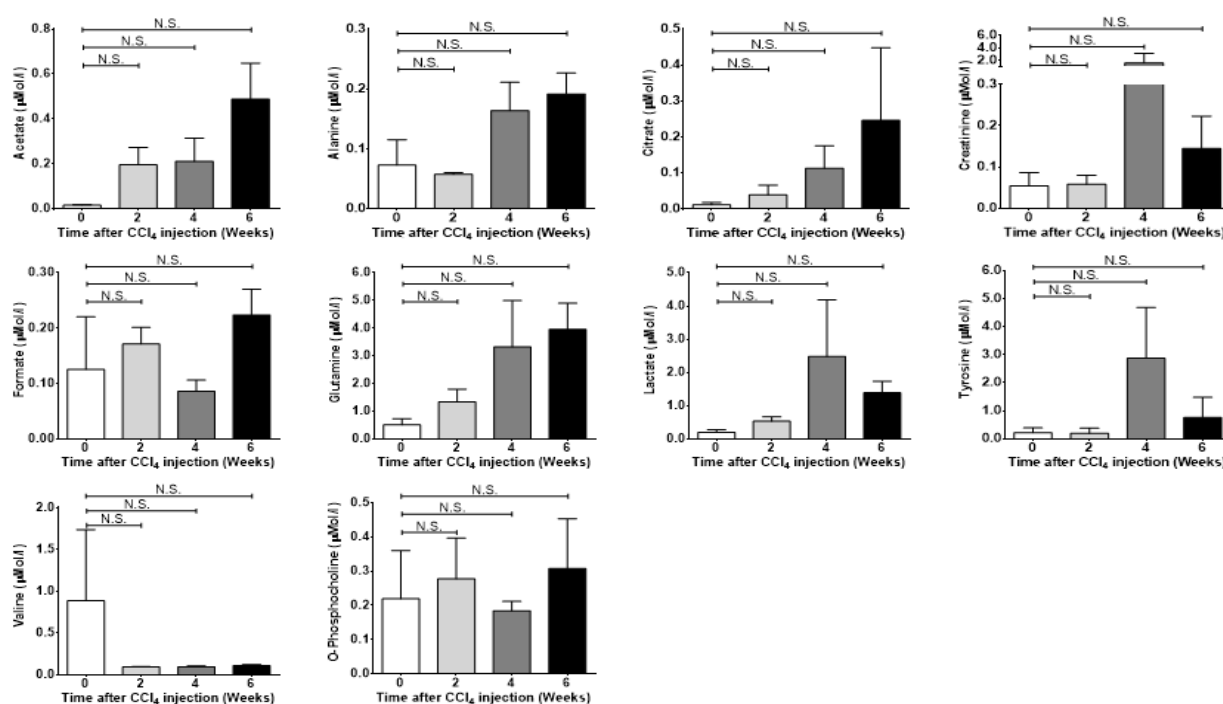 N.S.
N.S.
N.S.
Acetate (µMol/l)
0.8
0.6
0.4
0.2
0.0
0 2 4 6
Time after CCl₄ injection (Weeks)
N.S.
N.S.
N.S.
Alanine (µMol/l)
0.3
0.2
0.1
0.0
0 2 4 6
Time after CCl₄ injection (Weeks)
N.S.
N.S.
N.S.
Citrate (µMol/l)
0.5
0.4
0.3
0.2
0.1
0.0
0 2 4 6
Time after CCl₄ injection (Weeks)
N.S.
N.S.
N.S.
Creatinine (µMol/l)
6.0
4.0
2.0
0.3
0.2
0.1
0.0
0 2 4 6
Time after CCl₄ injection (Weeks)
N.S.
N.S.
N.S.
Formate (µMol/l)
0.30
0.20
0.10
0.00
0 2 4 6
Time after CCl₄ injection (Weeks)
N.S.
N.S.
N.S.
Glutamine (µMol/l)
6.0
5.0
4.0
3.0
2.0
1.0
0.0
0 2 4 6
Time after CCl₄ injection (Weeks)
N.S.
N.S.
N.S.
Lactate (µMol/l)
5.0
4.0
3.0
2.0
1.0
0.0
0 2 4 6
Time after CCl₄ injection (Weeks)
N.S.
N.S.
N.S.
Tyrosine (µMol/l)
6.0
5.0
4.0
3.0
2.0
1.0
0.0
0 2 4 6
Time after CCl₄ injection (Weeks)
N.S.
N.S.
N.S.
Valine (µMol/l)
2.0
1.5
1.0
0.5
0.0
0 2 4 6
Time after CCl₄ injection (Weeks)
N.S.
N.S.
N.S.
O-Phosphocholine (µMol/l)
0.5
0.4
0.3
0.2
0.1
0.0
0 2 4 6
Time after CCl₄ injection (Weeks)